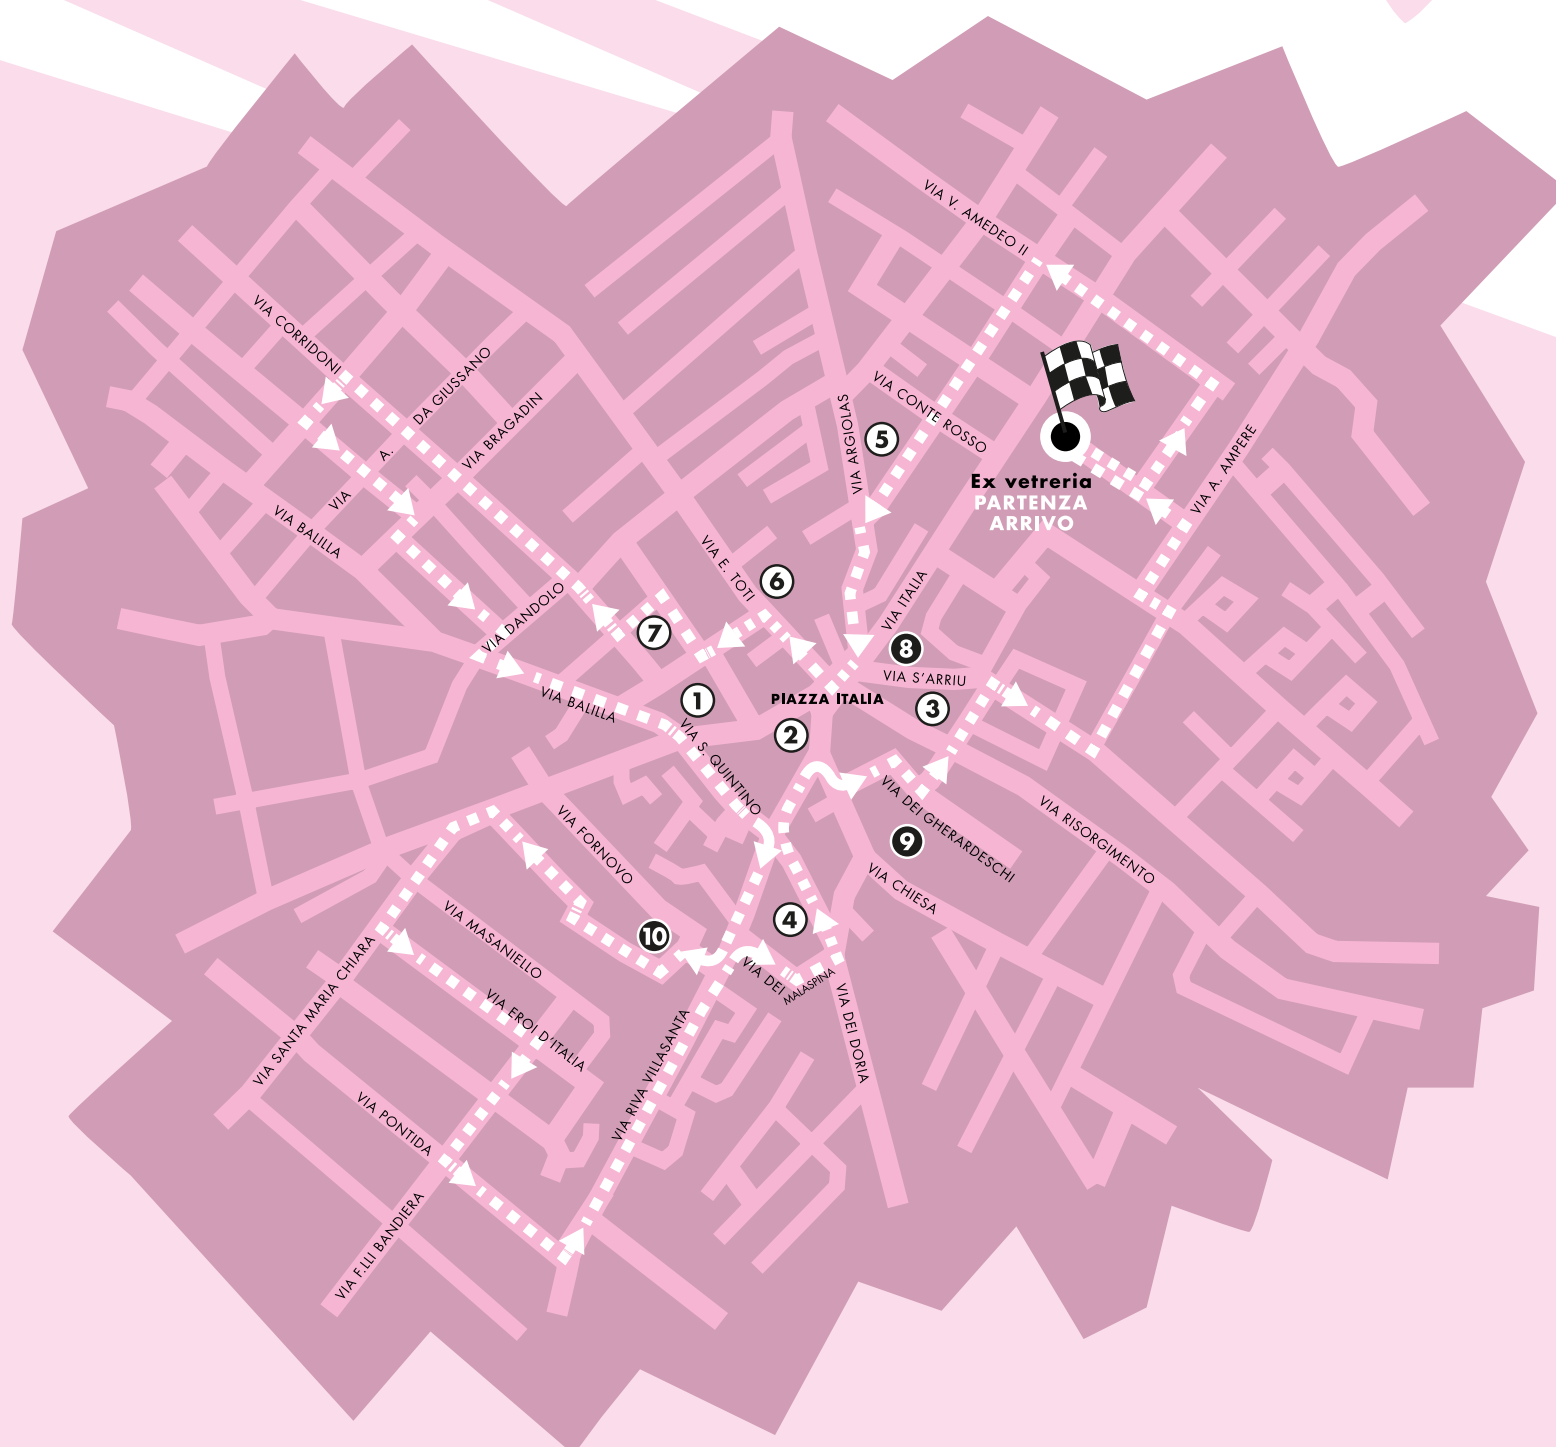 VIA V. AMEDEO II
VIA CORRIDONI
VIA A. DA GIUSSANO
VIA BRAGADIN
VIA CONTE ROSSO
VIA ARGIOLAS
5
VIA A. AMPERE
Ex vetreria
PARTENZA
ARRIVO
VIA BALILLA
VIA E. TOTI
6
VIA ITALIA
VIA DANDOLO
7
8
VIA S'ARRIU
VIA BALILLA
1
PIAZZA ITALIA
3
2
VIA S. QUINTINO
VIA DEI GHERARDESCHI
VIA RISORGIMENTO
VIA FORNOVO
9
VIA CHIESA
VIA MASANIELLO
4
10
VIA DEI
MALASPINA
VIA SANTA MARIA CHIARA
VIA EROI D'ITALIA
VIA DEI DORIA
VIA RIVA VILLASANTA
VIA PONTIDA
VIA F.LLI BANDIERA